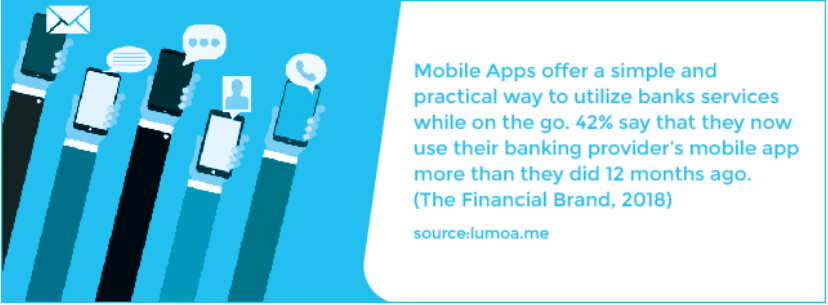 Mobile Apps offer a simple and
practical way to utilize banks services
while on the go. 42% say that they now
use their banking provider's mobile app
more than they did 12 months ago.
(The Financial Brand, 2018)
source:lumoa.me